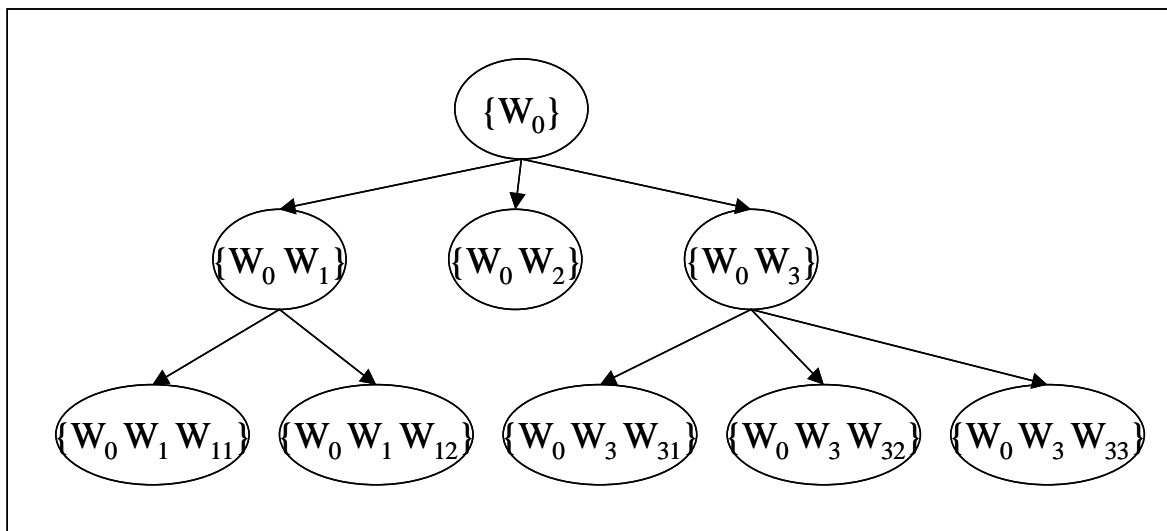 {W₀}
{W₀ W₁} {W₀ W₂} {W₀ W₃}
{W₀ W₁ W₁₁} {W₀ W₁ W₁₂} {W₀ W₃ W₃₁} {W₀ W₃ W₃₂} {W₀ W₃ W₃₃}